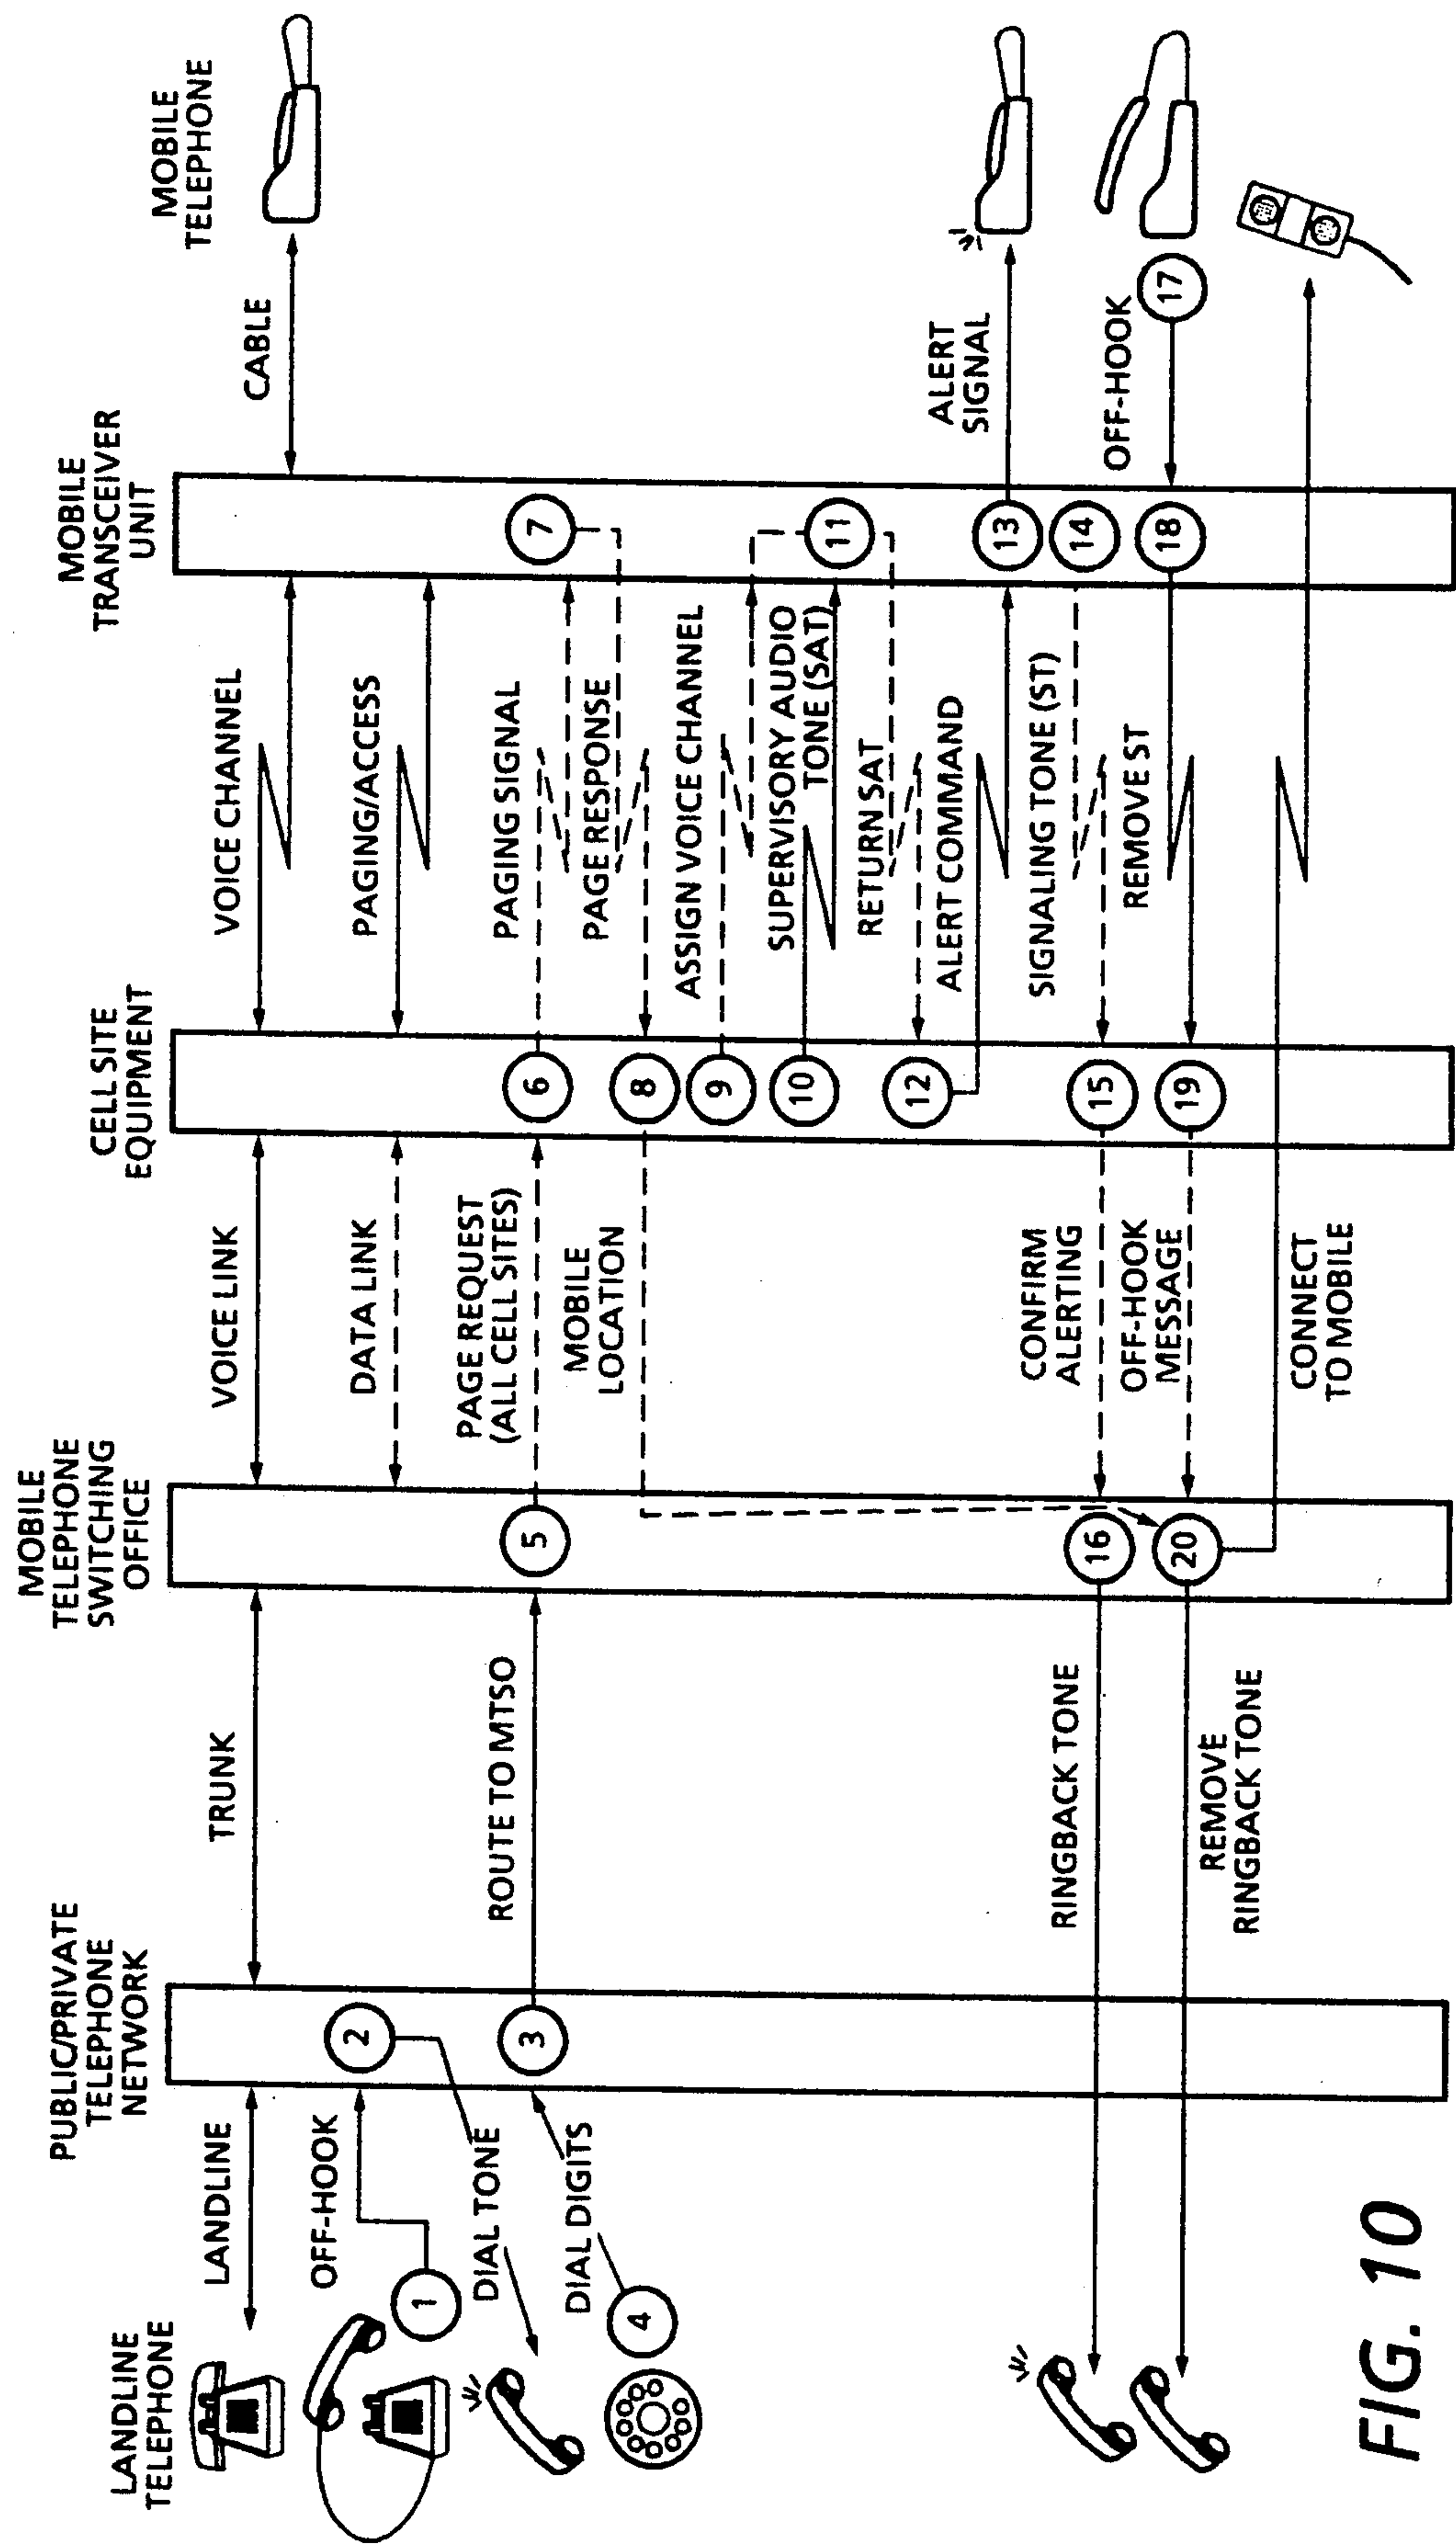 LANDLINE
TELEPHONE
PUBLIC/PRIVATE
TELEPHONE
NETWORK
MOBILE
TELEPHONE
SWITCHING
OFFICE
CELL SITE
EQUIPMENT
MOBILE
TRANSCEIVER
UNIT
MOBILE
TELEPHONE
LANDLINE
TRUNK
VOICE LINK
VOICE CHANNEL
CABLE
OFF-HOOK
1
2
DATA LINK
PAGING/ACCESS
DIAL TONE
DIAL DIGITS
4
3
ROUTE TO MTSO
5
PAGE REQUEST
(ALL CELL SITES)
6
PAGING SIGNAL
7
MOBILE
LOCATION
8
PAGE RESPONSE
9
ASSIGN VOICE CHANNEL
10
SUPERVISORY AUDIO
TONE (SAT)
11
RETURN SAT
12
ALERT COMMAND
13
ALERT
SIGNAL
14
SIGNALING TONE (ST)
15
CONFIRM
ALERTING
16
RINGBACK TONE
OFF-HOOK
17
18
REMOVE ST
19
OFF-HOOK
MESSAGE
20
REMOVE
RINGBACK TONE
CONNECT
TO MOBILE
FIG. 10